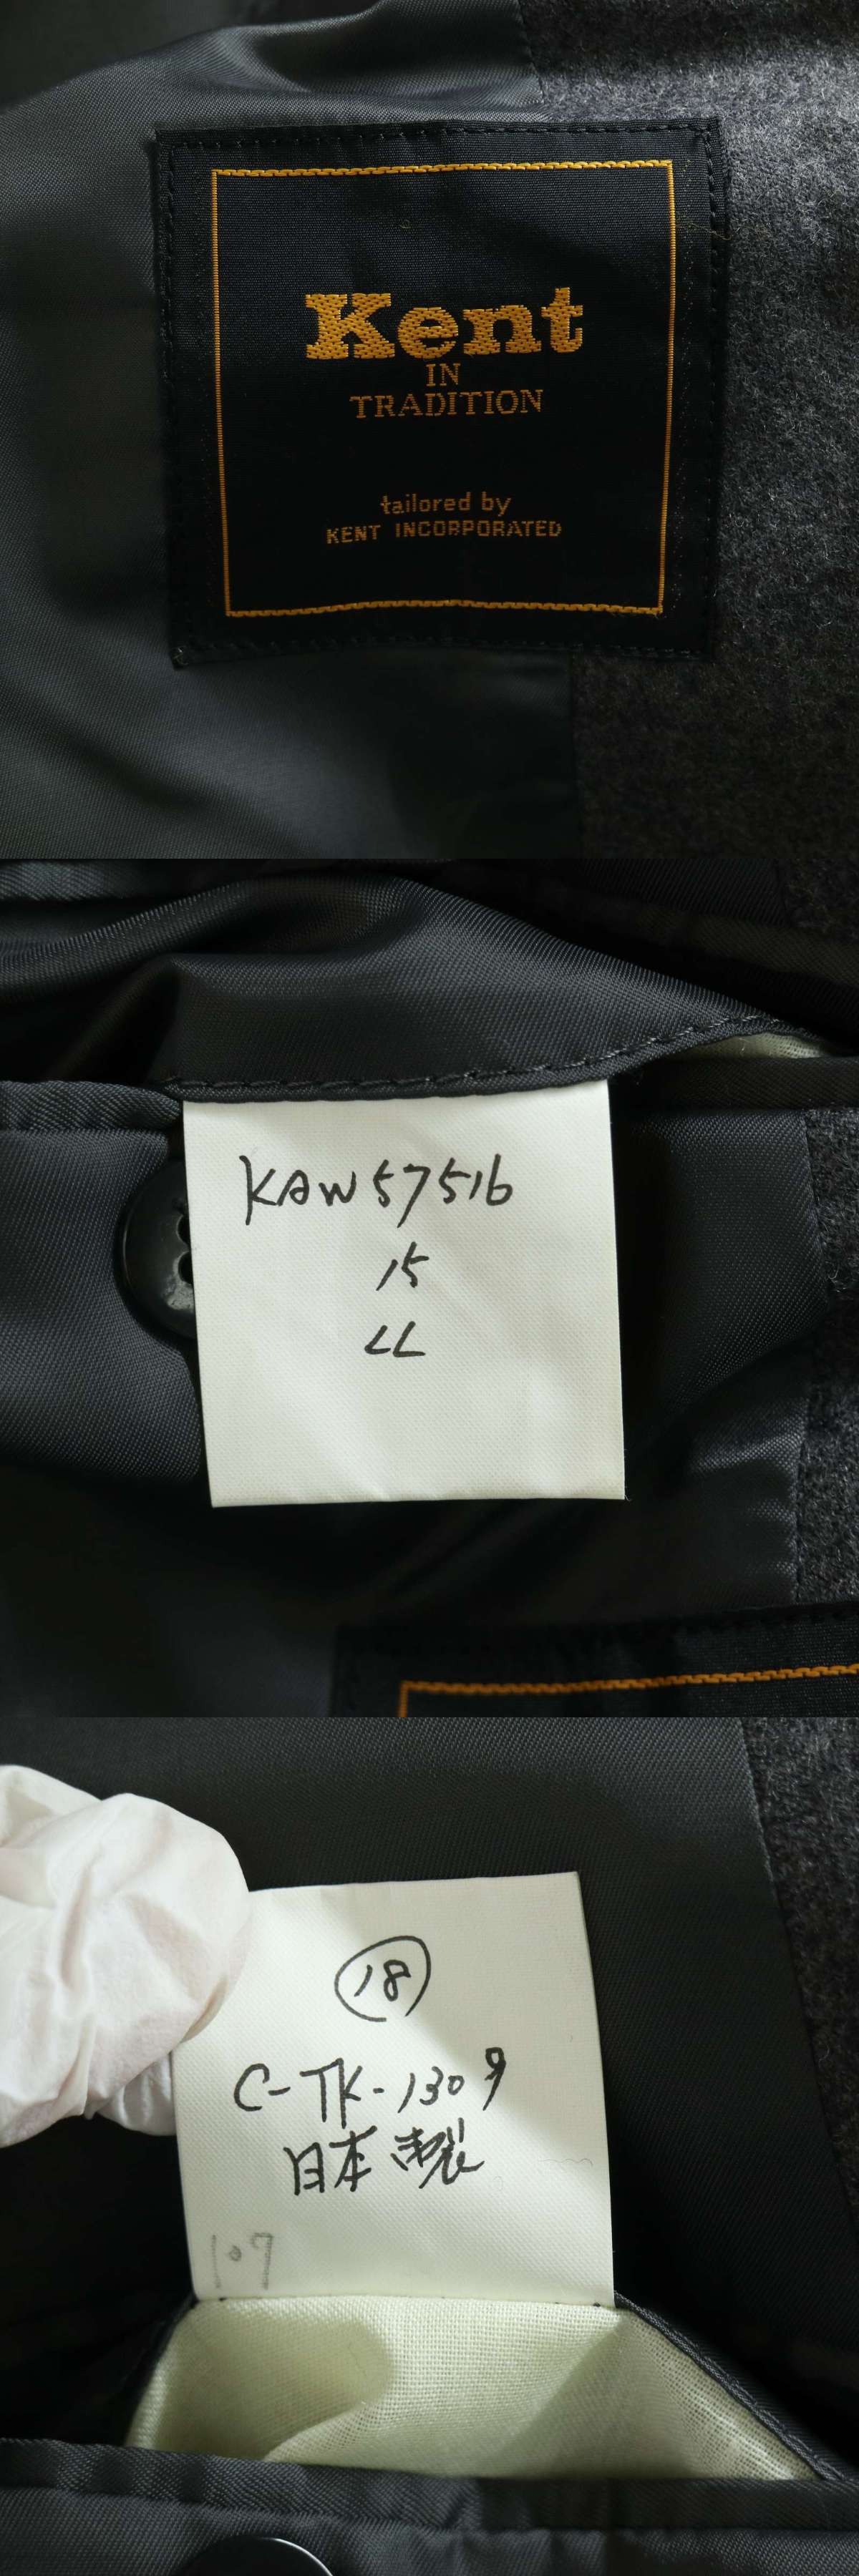 Kent
IN
TRADITION
tailored by
KENT INCORPORATED
KAW57516
15
LL
18
C-TK-1309
日本製
107